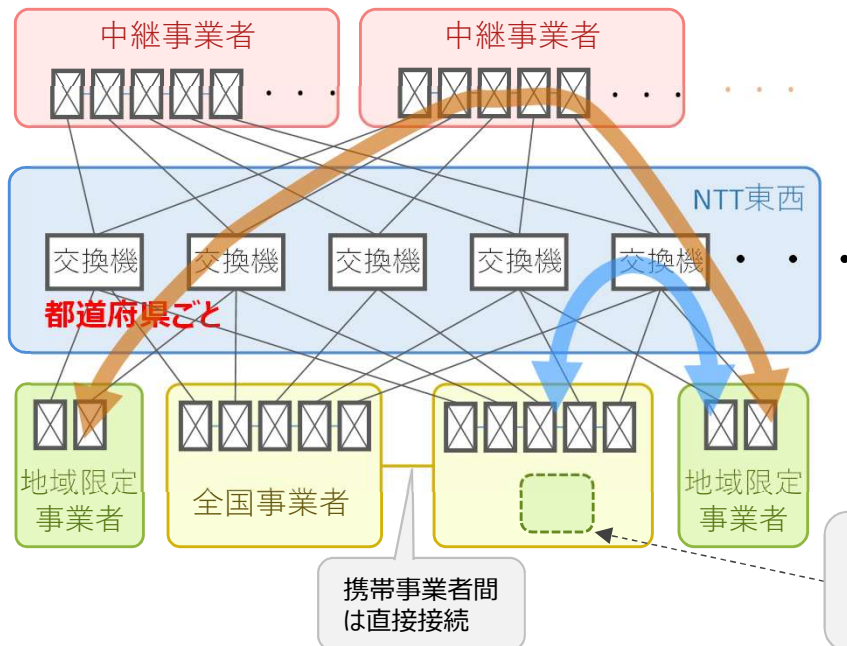 中継事業者
中継事業者
・・・
・・・
・・・
NTT東西
交換機
交換機
交換機
交換機
交換機
・・・
都道府県ごと
地域限定
事業者
全国事業者
地域限定
事業者
携帯事業者間
は直接接続